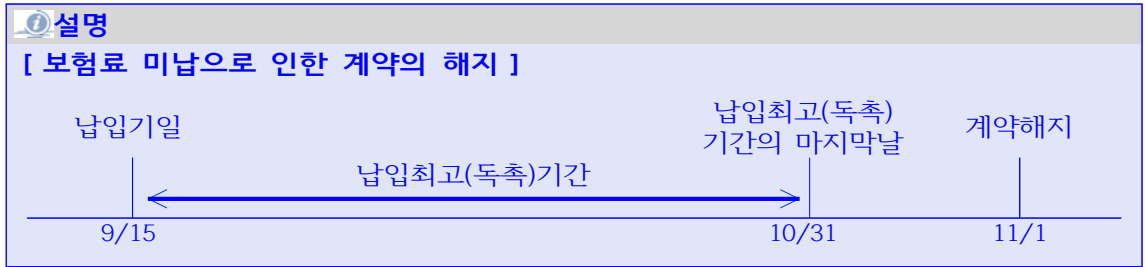 설명
[ 보험료 미납으로 인한 계약의 해지 ]
납입기일
납입최고(독촉)
기간의 마지막날
계약해지
납입최고(독촉)기간
9/15
10/31
11/1